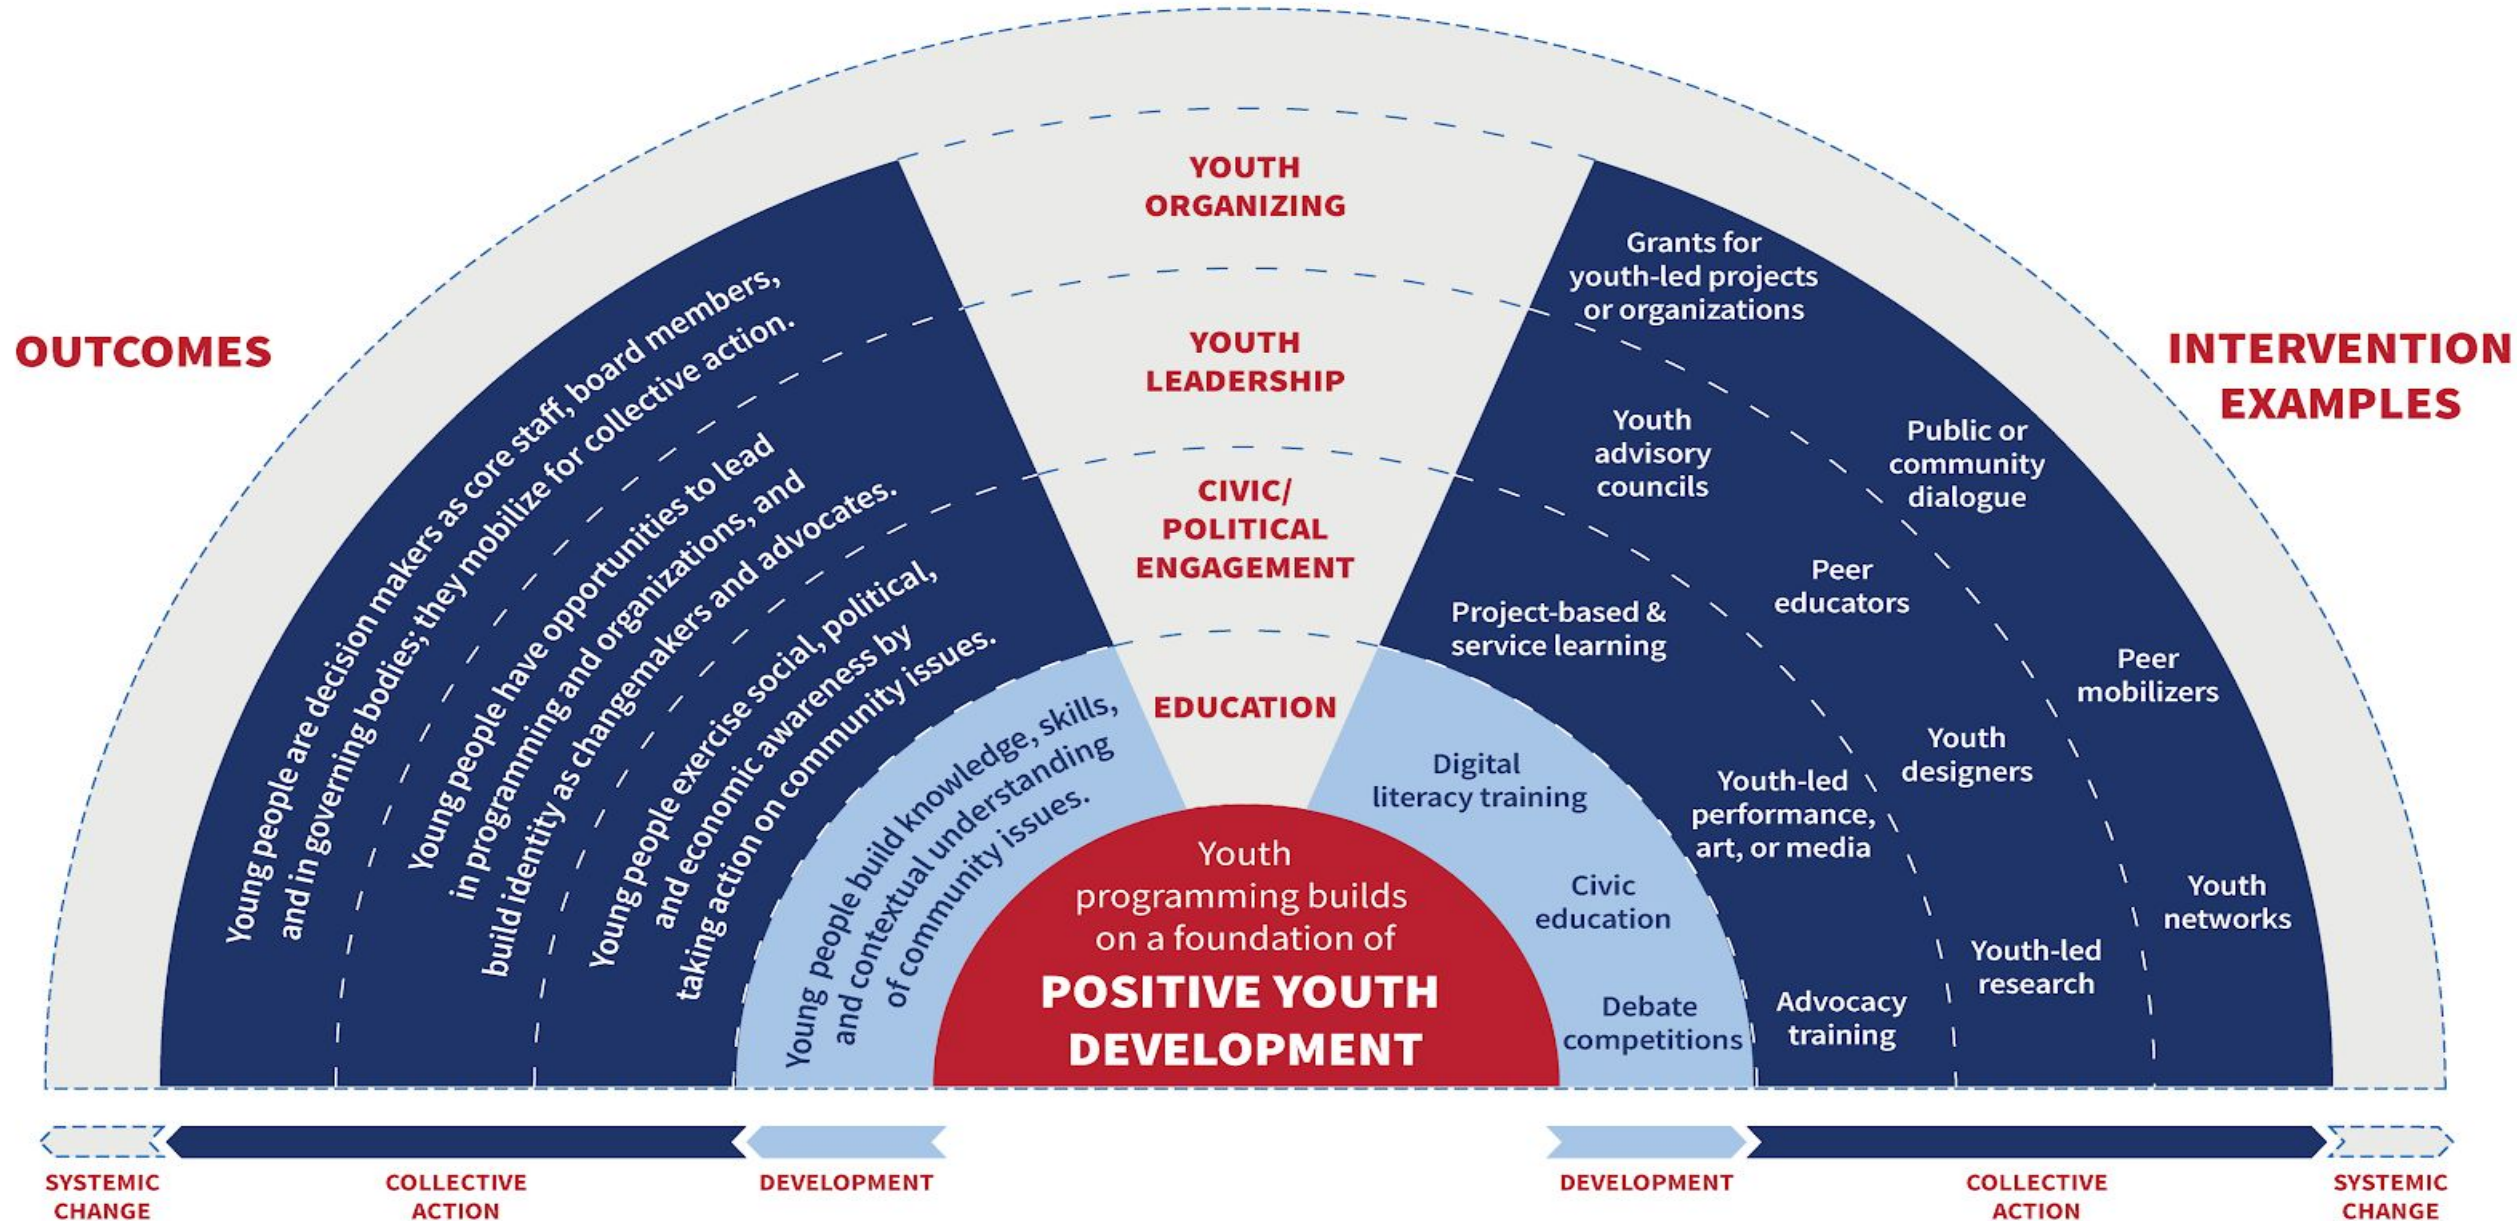 OUTCOMES
Young people are decision makers as core staff, board members,
and in governing bodies; they mobilize for collective action.
Young people have opportunities to lead
in programming and organizations, and
build identity as changemakers and advocates.
Young people exercise social, political,
and economic awareness by
taking action on community issues.
Young people build knowledge, skills,
and contextual understanding
of community issues.
YOUTH
ORGANIZING
YOUTH
LEADERSHIP
CIVIC/
POLITICAL
ENGAGEMENT
EDUCATION
Youth
programming builds
on a foundation of
POSITIVE YOUTH
DEVELOPMENT
INTERVENTION
EXAMPLES
Grants for
youth-led projects
or organizations
Public or
community
dialogue
Peer
mobilizers
Youth
networks
Youth
advisory
councils
Peer
educators
Youth
designers
Youth-led
research
Project-based &
service learning
Youth-led
performance,
art, or media
Advocacy
training
Digital
literacy training
Civic
education
Debate
competitions
SYSTEMIC
CHANGE
COLLECTIVE
ACTION
DEVELOPMENT
DEVELOPMENT
COLLECTIVE
ACTION
SYSTEMIC
CHANGE